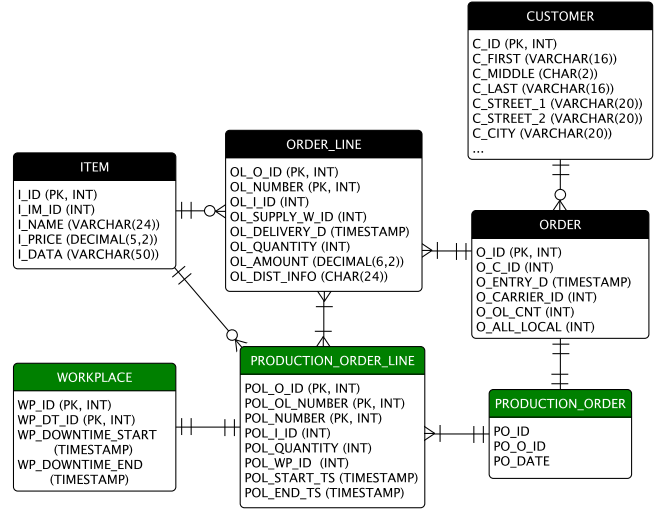 CUSTOMER
C_ID (PK, INT)
C_FIRST (VARCHAR(16))
C_MIDDLE (CHAR(2))
C_LAST (VARCHAR(16))
C_STREET_1 (VARCHAR(20))
C_STREET_2 (VARCHAR(20))
C_CITY (VARCHAR(20))
...
ORDER_LINE
OL_O_ID (PK, INT)
OL_NUMBER (PK, INT)
OL_I_ID (INT)
OL_SUPPLY_W_ID (INT)
OL_DELIVERY_D (TIMESTAMP)
OL_QUANTITY (INT)
OL_AMOUNT (DECIMAL(6,2))
OL_DIST_INFO (CHAR(24))
ITEM
I_ID (PK, INT)
I_IM_ID (INT)
I_NAME (VARCHAR(24))
I_PRICE (DECIMAL(5,2))
I_DATA (VARCHAR(50))
ORDER
O_ID (PK, INT)
O_C_ID (INT)
O_ENTRY_D (TIMESTAMP)
O_CARRIER_ID (INT)
O_OL_CNT (INT)
O_ALL_LOCAL (INT)
PRODUCTION_ORDER_LINE
POL_O_ID (PK, INT)
POL_OL_NUMBER (PK, INT)
POL_NUMBER (PK, INT)
POL_I_ID (INT)
POL_QUANTITY (INT)
POL_WP_ID (INT)
POL_START_TS (TIMESTAMP)
POL_END_TS (TIMESTAMP)
WORKPLACE
WP_ID (PK, INT)
WP_DT_ID (PK, INT)
WP_DOWNTIME_START
(TIMESTAMP)
WP_DOWNTIME_END
(TIMESTAMP)
PRODUCTION_ORDER
PO_ID
PO_O_ID
PO_DATE